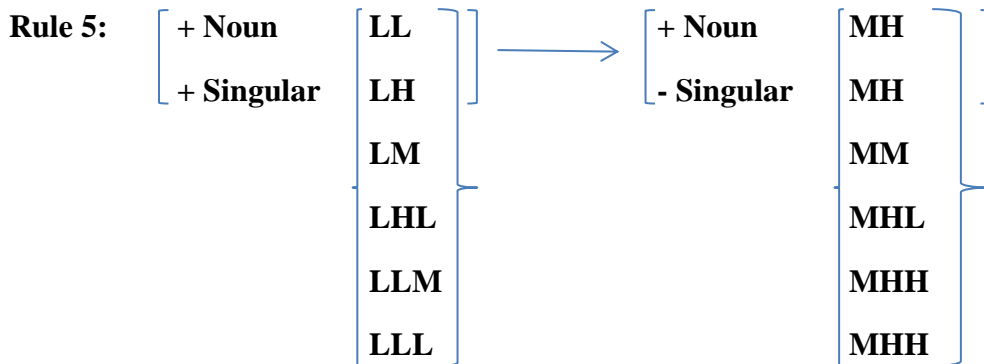 Rule 5: + Noun LL + Noun MH
+ Singular LH - Singular MH
LM MM
LHL MHL
LLM MHH
LLL MHH